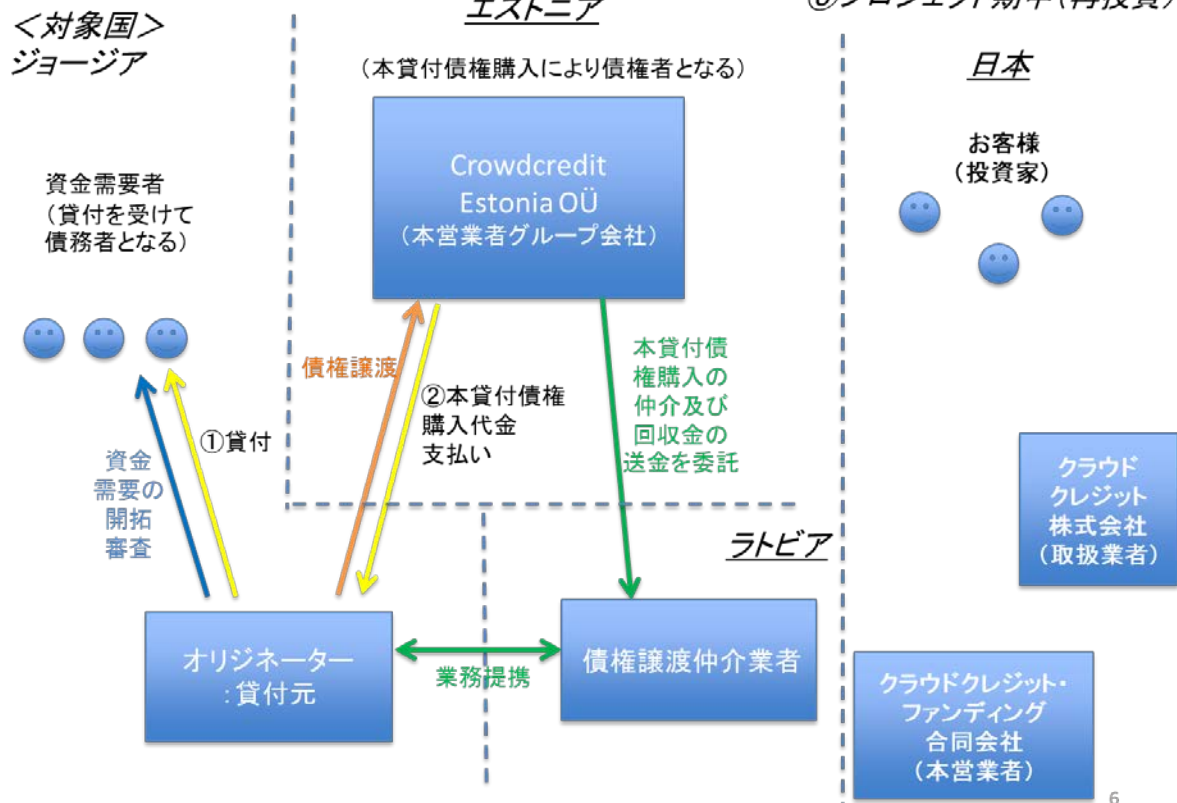 エストニア
<対象国>
ジョージア
(本貸付債権購入により債権者となる)
日本
お客様
(投資家)
Crowdcredit
Estonia OÜ
(本営業者グループ会社)
資金需要者
(貸付を受けて
債務者となる)
債権譲渡
②本貸付債権
購入代金
支払い
本貸付債
権購入の
仲介及び
回収金の
送金を委託
①貸付
資金
需要の
開拓
審査
クラウド
クレジット
株式会社
(取扱業者)
ラトビア
オリジネーター
:貸付元
業務提携
債権譲渡仲介業者
クラウドクレジット・
ファンディング
合同会社
(本営業者)
6